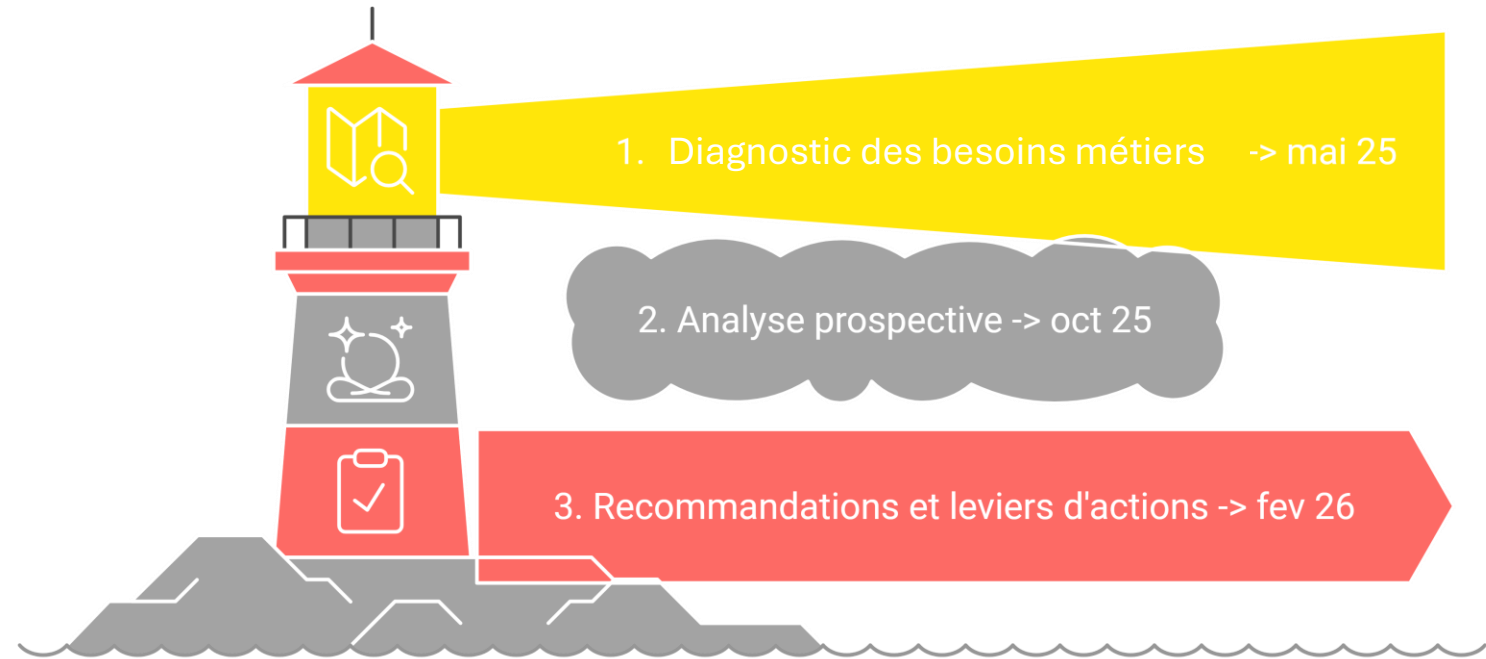 1. Diagnostic des besoins métiers -> mai 25
2. Analyse prospective -> oct 25
3. Recommandations et leviers d'actions -> fev 26